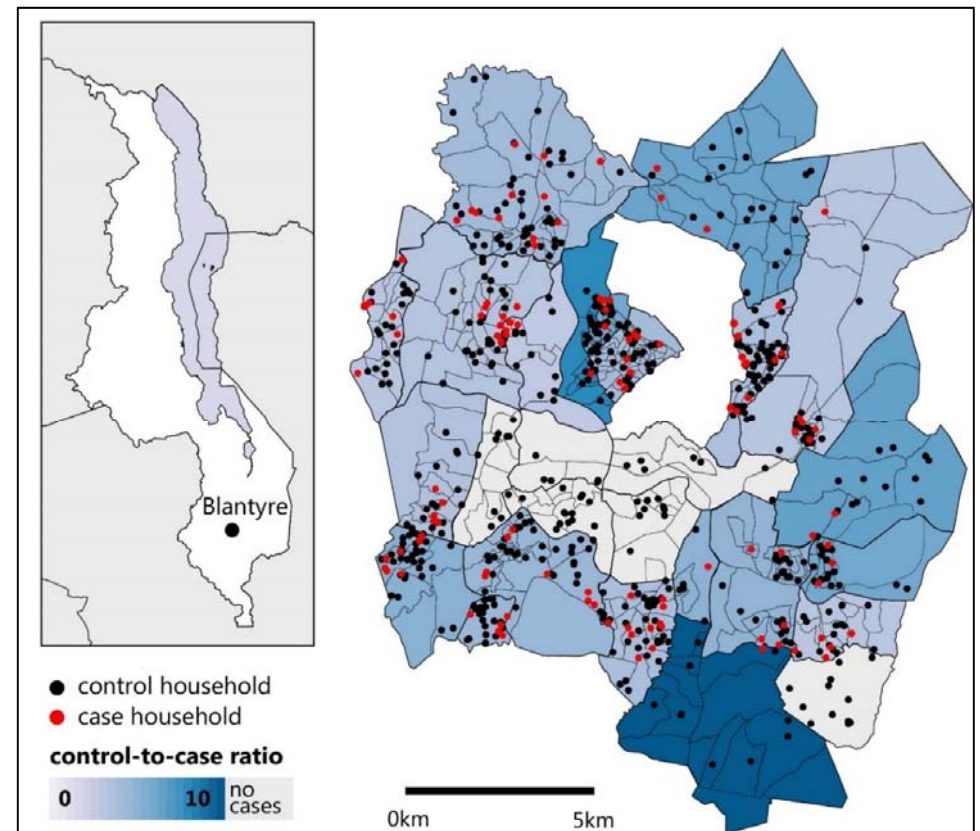 Blantyre
control household
case household
control-to-case ratio
0 10 no
cases
0km 5km